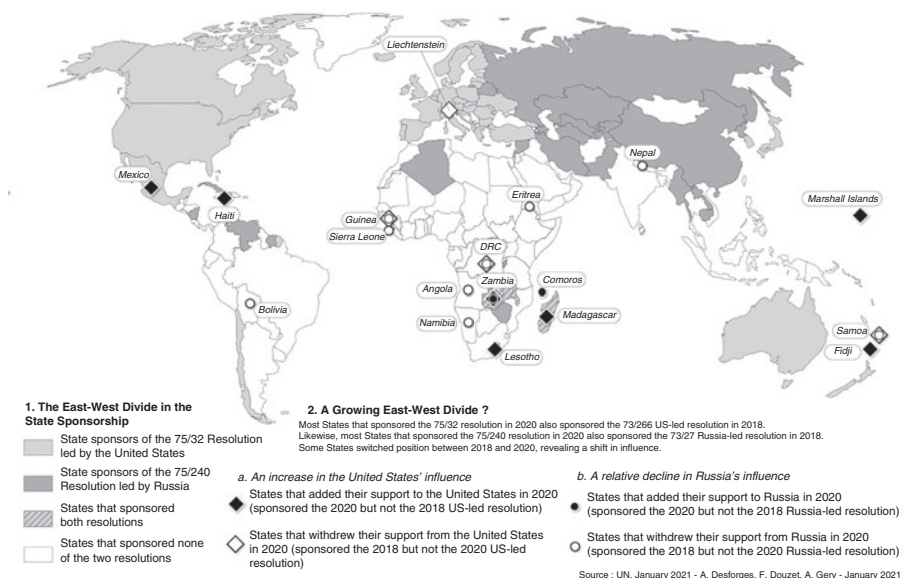 Liechtenstein
Nepal
Mexico
Haiti
Eritrea
Marshall Islands
Guinea
Sierra Leone
DRC
Zambia
Comoros
Angola
Bolivia
Namibia
Madagascar
Samoa
Fidji
Lesotho
1. The East-West Divide in the
State Sponsorship
State sponsors of the 75/32 Resolution
led by the United States
State sponsors of the 75/240
Resolution led by Russia
States that sponsored
both resolutions
States that sponsored none
of the two resolutions
2. A Growing East-West Divide ?
Most States that sponsored the 75/32 resolution in 2020 also sponsored the 73/266 US-led resolution in 2018.
Likewise, most States that sponsored the 75/240 resolution in 2020 also sponsored the 73/27 Russia-led resolution in 2018.
Some States switched position between 2018 and 2020, revealing a shift in influence.
a. An increase in the United States' influence
States that added their support to the United States in 2020
(sponsored the 2020 but not the 2018 US-led resolution)
States that withdrew their support from the United States
in 2020 (sponsored the 2018 but not the 2020 US-led
resolution)
b. A relative decline in Russia's influence
States that added their support to Russia in 2020
(sponsored the 2020 but not the 2018 Russia-led resolution)
States that withdrew their support from Russia in 2020
(sponsored the 2018 but not the 2020 Russia-led resolution)
Source : UN, January 2021 - A. Desforges, F. Douzet, A. Gery - January 2021